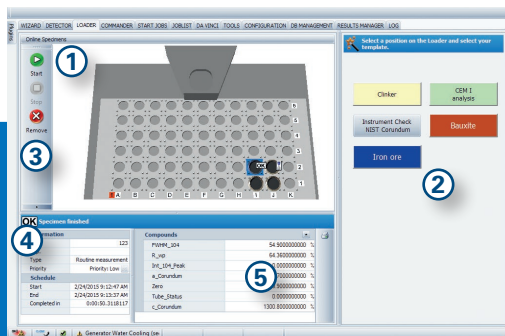 Plugins
WIZARD DETECTOR LOADER COMMANDER START JOBS JOBLIST DA VINCI TOOLS CONFIGURATION DB MANAGEMENT RESULTS MANAGER LOG
Online Specimens
Start
Stop
Remove
1
3
6
5
4
3
2
1
OK
A B C D E F G H I J K
Select a position on the Loader and select your template.
Clinker
CEM I
analysis
Instrument Check
NIST Corundum
Bauxite
Iron ore
2
OK Specimen finished
4
123
Type Routine measurement
Priority Priority: Low
Schedule
Start 2/24/2015 9:12:47 AM
End 2/24/2015 9:13:37 AM
Completed in 0:00:50.3118117
Compounds
FWHM_104 54.9000000000 %
R_wp 64.3600000000 %
Int_104_Peak
a_Corundum
Zero
Tube_Status
c_Corundum 1300.8000000000 %
5
Generator Water Cooling (se